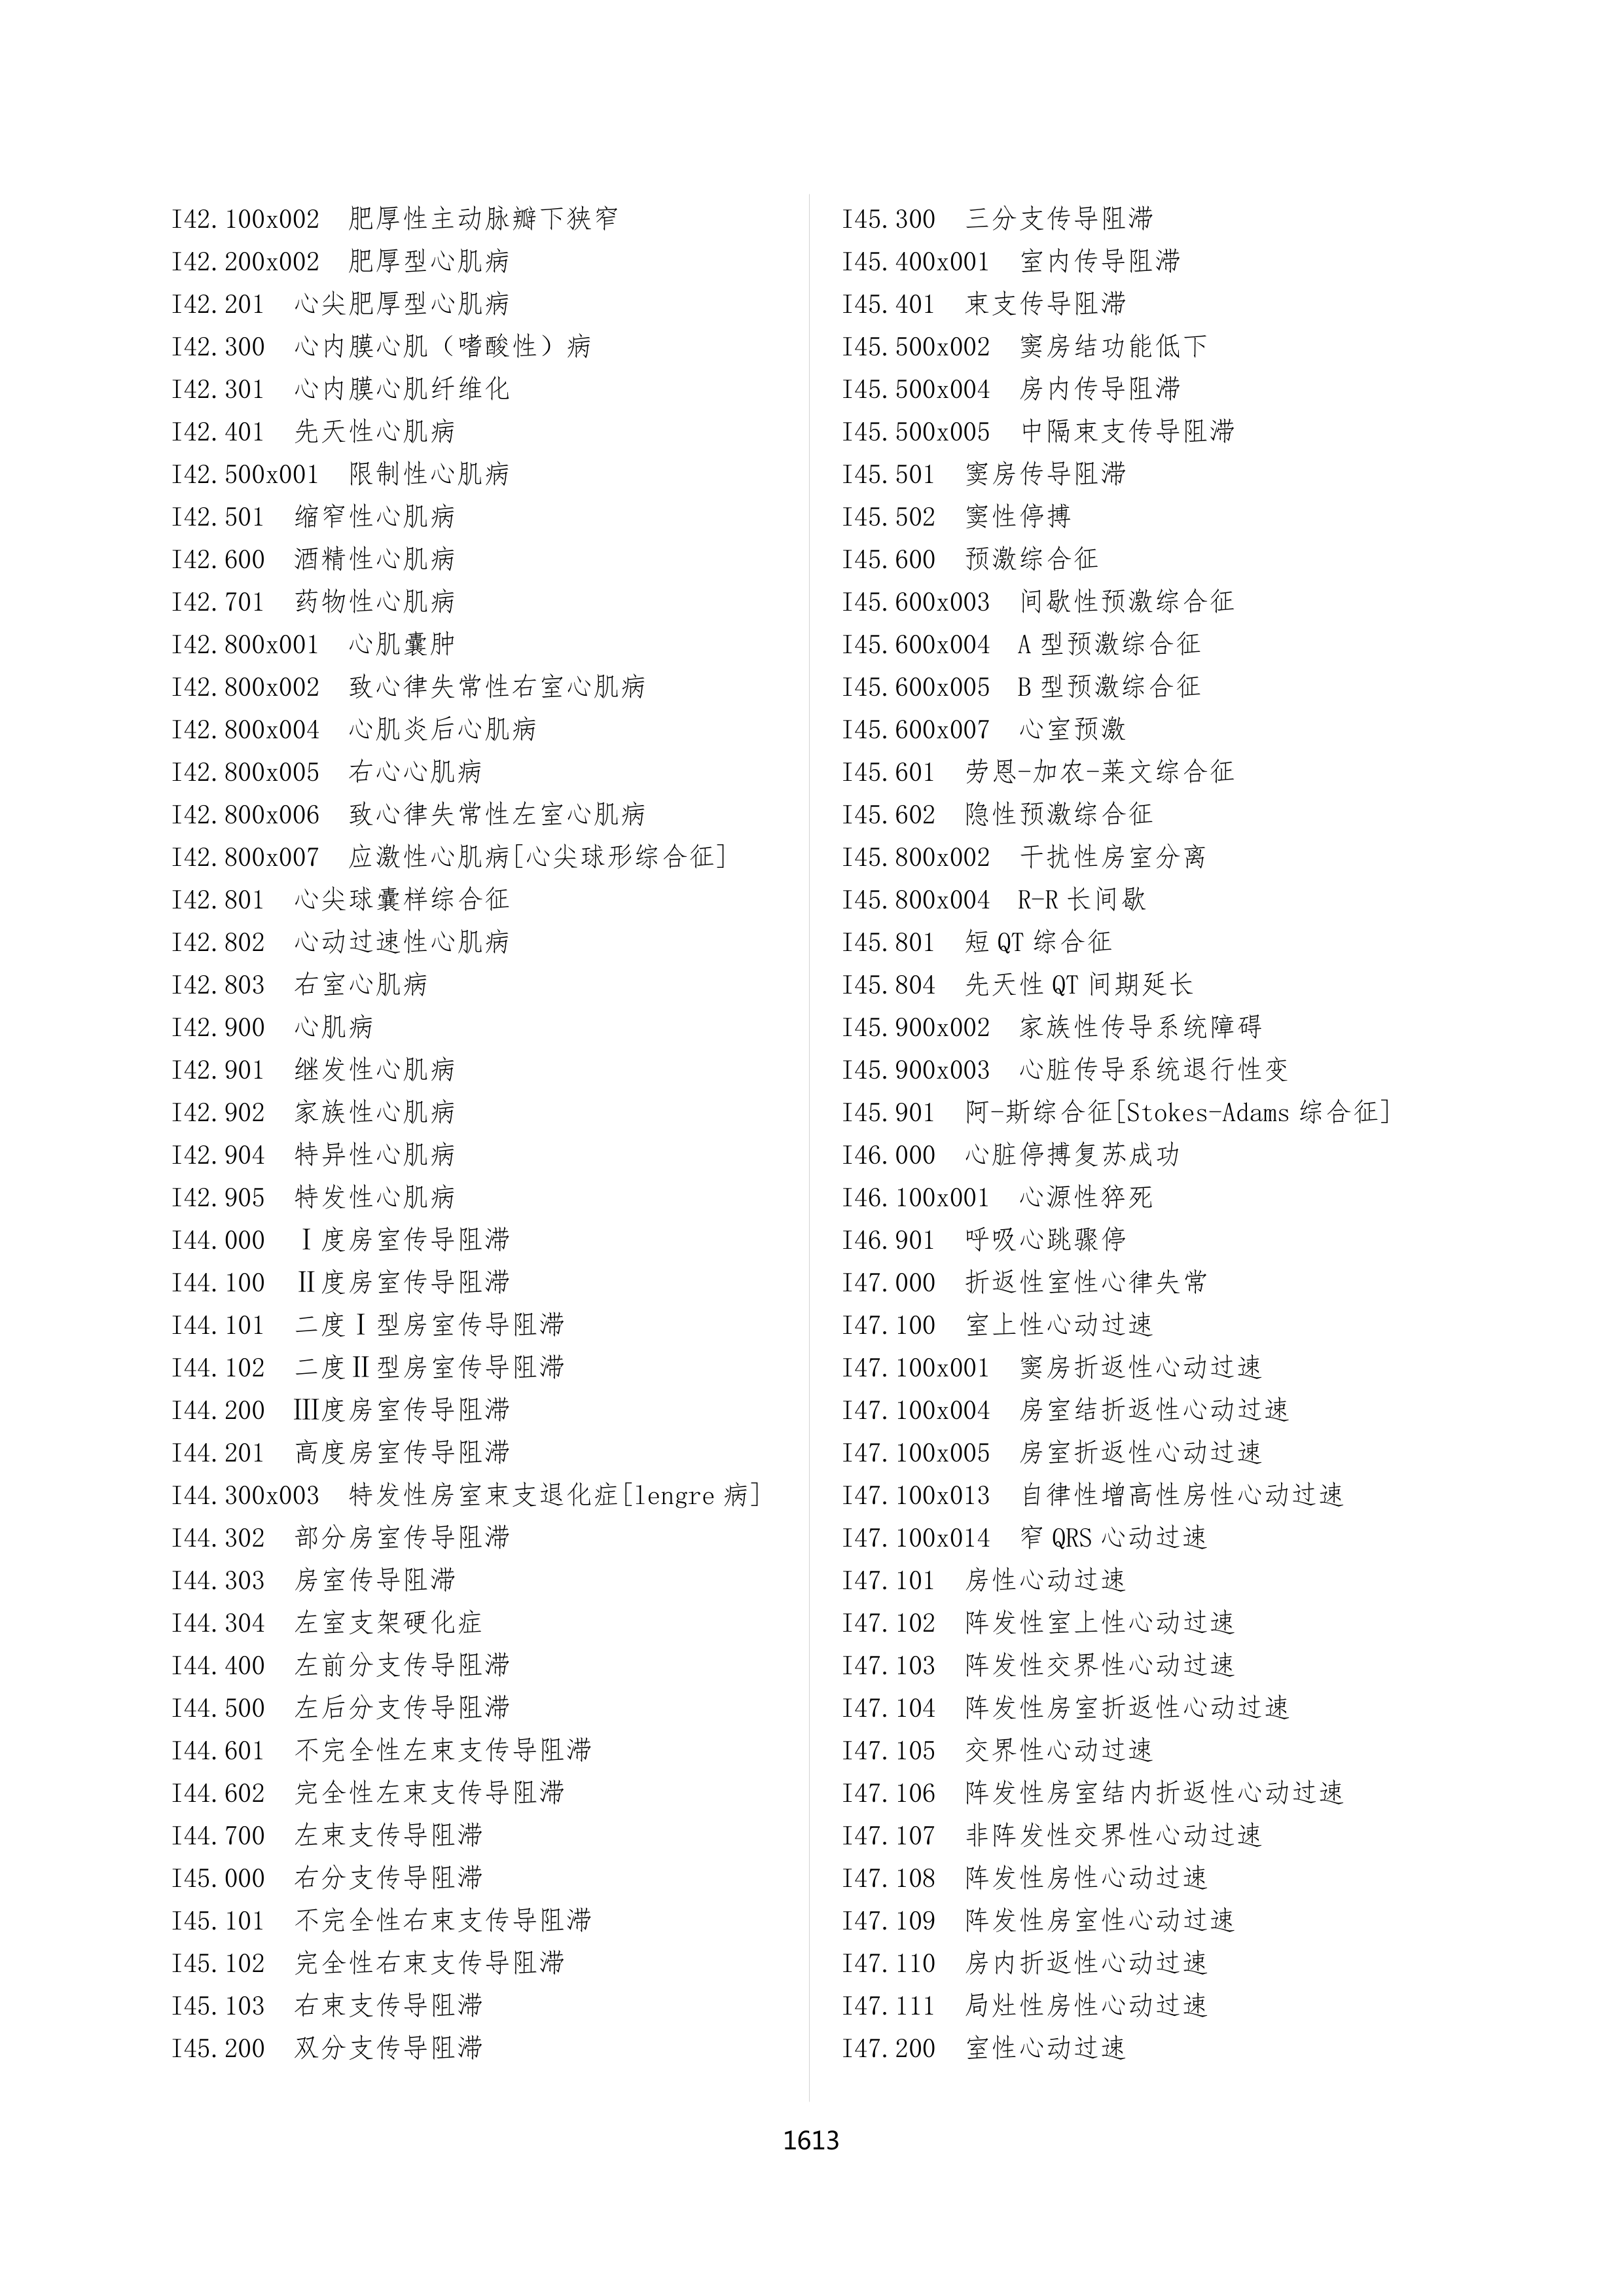 I42.100x002 肥厚性主动脉瓣下狭窄
I42.200x002 肥厚型心肌病
I42.201 心尖肥厚型心肌病
I42.300 心内膜心肌（嗜酸性）病
I42.301 心内膜心肌纤维化
I42.401 先天性心肌病
I42.500x001 限制性心肌病
I42.501 缩窄性心肌病
I42.600 酒精性心肌病
I42.701 药物性心肌病
I42.800x001 心肌囊肿
I42.800x002 致心律失常性右室心肌病
I42.800x004 心肌炎后心肌病
I42.800x005 右心心肌病
I42.800x006 致心律失常性左室心肌病
I42.800x007 应激性心肌病[心尖球形综合征]
I42.801 心尖球囊样综合征
I42.802 心动过速性心肌病
I42.803 右室心肌病
I42.900 心肌病
I42.901 继发性心肌病
I42.902 家族性心肌病
I42.904 特异性心肌病
I42.905 特发性心肌病
I44.000 Ⅰ度房室传导阻滞
I44.100 Ⅱ度房室传导阻滞
I44.101 二度Ⅰ型房室传导阻滞
I44.102 二度Ⅱ型房室传导阻滞
I44.200 Ⅲ度房室传导阻滞
I44.201 高度房室传导阻滞
I44.300x003 特发性房室束支退化症[lengre 病]
I44.302 部分房室传导阻滞
I44.303 房室传导阻滞
I44.304 左室支架硬化症
I44.400 左前分支传导阻滞
I44.500 左后分支传导阻滞
I44.601 不完全性左束支传导阻滞
I44.602 完全性左束支传导阻滞
I44.700 左束支传导阻滞
I45.000 右分支传导阻滞
I45.101 不完全性右束支传导阻滞
I45.102 完全性右束支传导阻滞
I45.103 右束支传导阻滞
I45.200 双分支传导阻滞
I45.300 三分支传导阻滞
I45.400x001 室内传导阻滞
I45.401 束支传导阻滞
I45.500x002 窦房结功能低下
I45.500x004 房内传导阻滞
I45.500x005 中隔束支传导阻滞
I45.501 窦房传导阻滞
I45.502 窦性停搏
I45.600 预激综合征
I45.600x003 间歇性预激综合征
I45.600x004 A 型预激综合征
I45.600x005 B 型预激综合征
I45.600x007 心室预激
I45.601 劳恩-加农-莱文综合征
I45.602 隐性预激综合征
I45.800x002 干扰性房室分离
I45.800x004 R-R 长间歇
I45.801 短 QT 综合征
I45.804 先天性 QT 间期延长
I45.900x002 家族性传导系统障碍
I45.900x003 心脏传导系统退行性变
I45.901 阿-斯综合征[Stokes-Adams 综合征]
I46.000 心脏停搏复苏成功
I46.100x001 心源性猝死
I46.901 呼吸心跳骤停
I47.000 折返性室性心律失常
I47.100 室上性心动过速
I47.100x001 窦房折返性心动过速
I47.100x004 房室结折返性心动过速
I47.100x005 房室折返性心动过速
I47.100x013 自律性增高性房性心动过速
I47.100x014 窄 QRS 心动过速
I47.101 房性心动过速
I47.102 阵发性室上性心动过速
I47.103 阵发性交界性心动过速
I47.104 阵发性房室折返性心动过速
I47.105 交界性心动过速
I47.106 阵发性房室结内折返性心动过速
I47.107 非阵发性交界性心动过速
I47.108 阵发性房性心动过速
I47.109 阵发性房室性心动过速
I47.110 房内折返性心动过速
I47.111 局灶性房性心动过速
I47.200 室性心动过速
1613